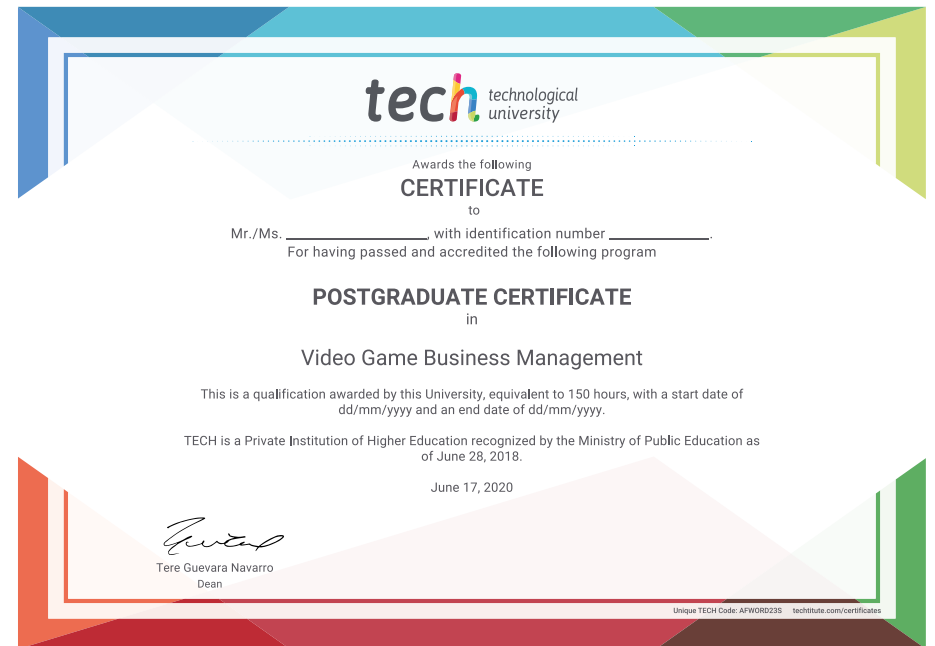 tech technological
university
Awards the following
CERTIFICATE
to
Mr./Ms. ____________________, with identification number ______________.
For having passed and accredited the following program
POSTGRADUATE CERTIFICATE
in
Video Game Business Management
This is a qualification awarded by this University, equivalent to 150 hours, with a start date of
dd/mm/yyyy and an end date of dd/mm/yyyy.
TECH is a Private Institution of Higher Education recognized by the Ministry of Public Education as
of June 28, 2018.
June 17, 2020
Tere Guevara Navarro
Dean
Unique TECH Code: AFWORD23S techtitute.com/certificates